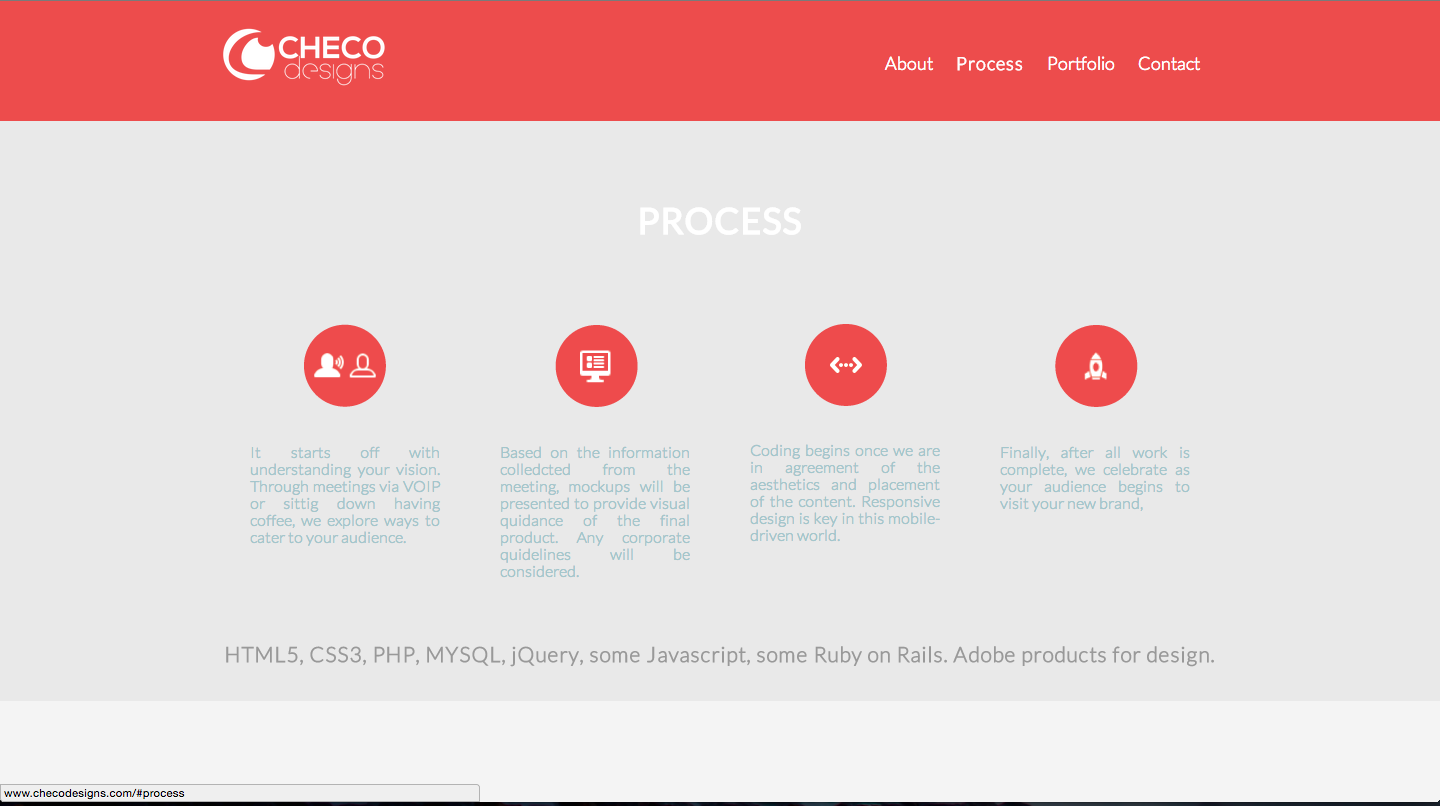 CHECO
designs
About Process Portfolio Contact
PROCESS
It starts off with
understanding your vision.
Through meetings via VOIP
or sittig down having
coffee, we explore ways to
cater to your audience.
Based on the information
colledcted from the
meeting, mockups will be
presented to provide visual
quidance of the final
product. Any corporate
quidelines will be
considered.
Coding begins once we are
in agreement of the
aesthetics and placement
of the content. Responsive
design is key in this mobile-
driven world.
Finally, after all work is
complete, we celebrate as
your audience begins to
visit your new brand,
HTML5, CSS3, PHP, MYSQL, jQuery, some Javascript, some Ruby on Rails. Adobe products for design.
www.checodesigns.com/#process